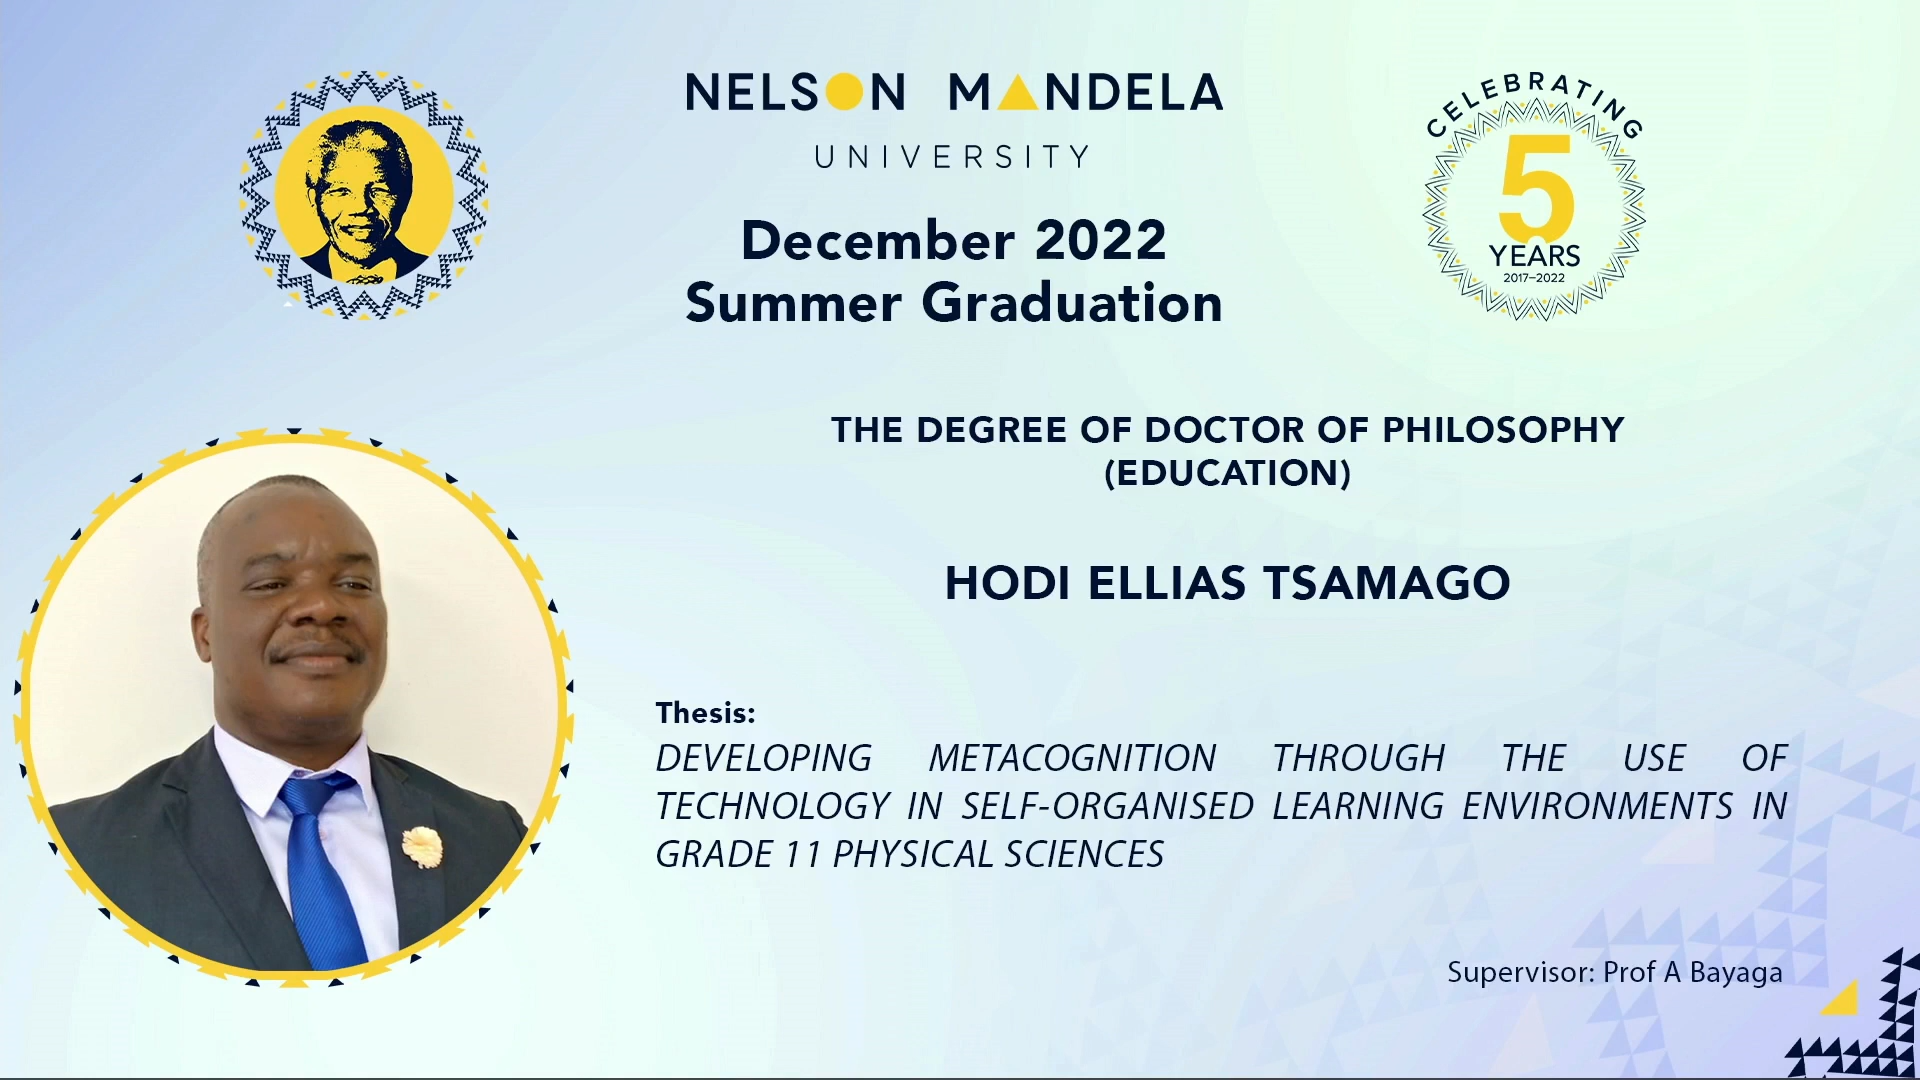 NELSON MANDELA
UNIVERSITY
December 2022
Summer Graduation
CELEBRATING
5
YEARS
2017–2022
THE DEGREE OF DOCTOR OF PHILOSOPHY
(EDUCATION)
HODI ELLIAS TSAMAGO
Thesis:
DEVELOPING METACOGNITION THROUGH THE USE OF
TECHNOLOGY IN SELF-ORGANISED LEARNING ENVIRONMENTS IN
GRADE 11 PHYSICAL SCIENCES
Supervisor: Prof A Bayaga